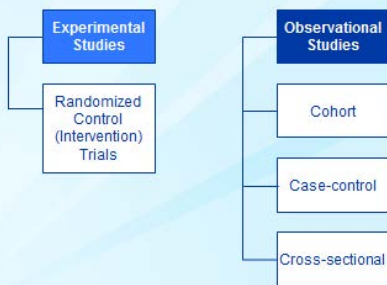 Experimental
Studies
Randomized
Control
(Intervention)
Trials
Observational
Studies
Cohort
Case-control
Cross-sectional